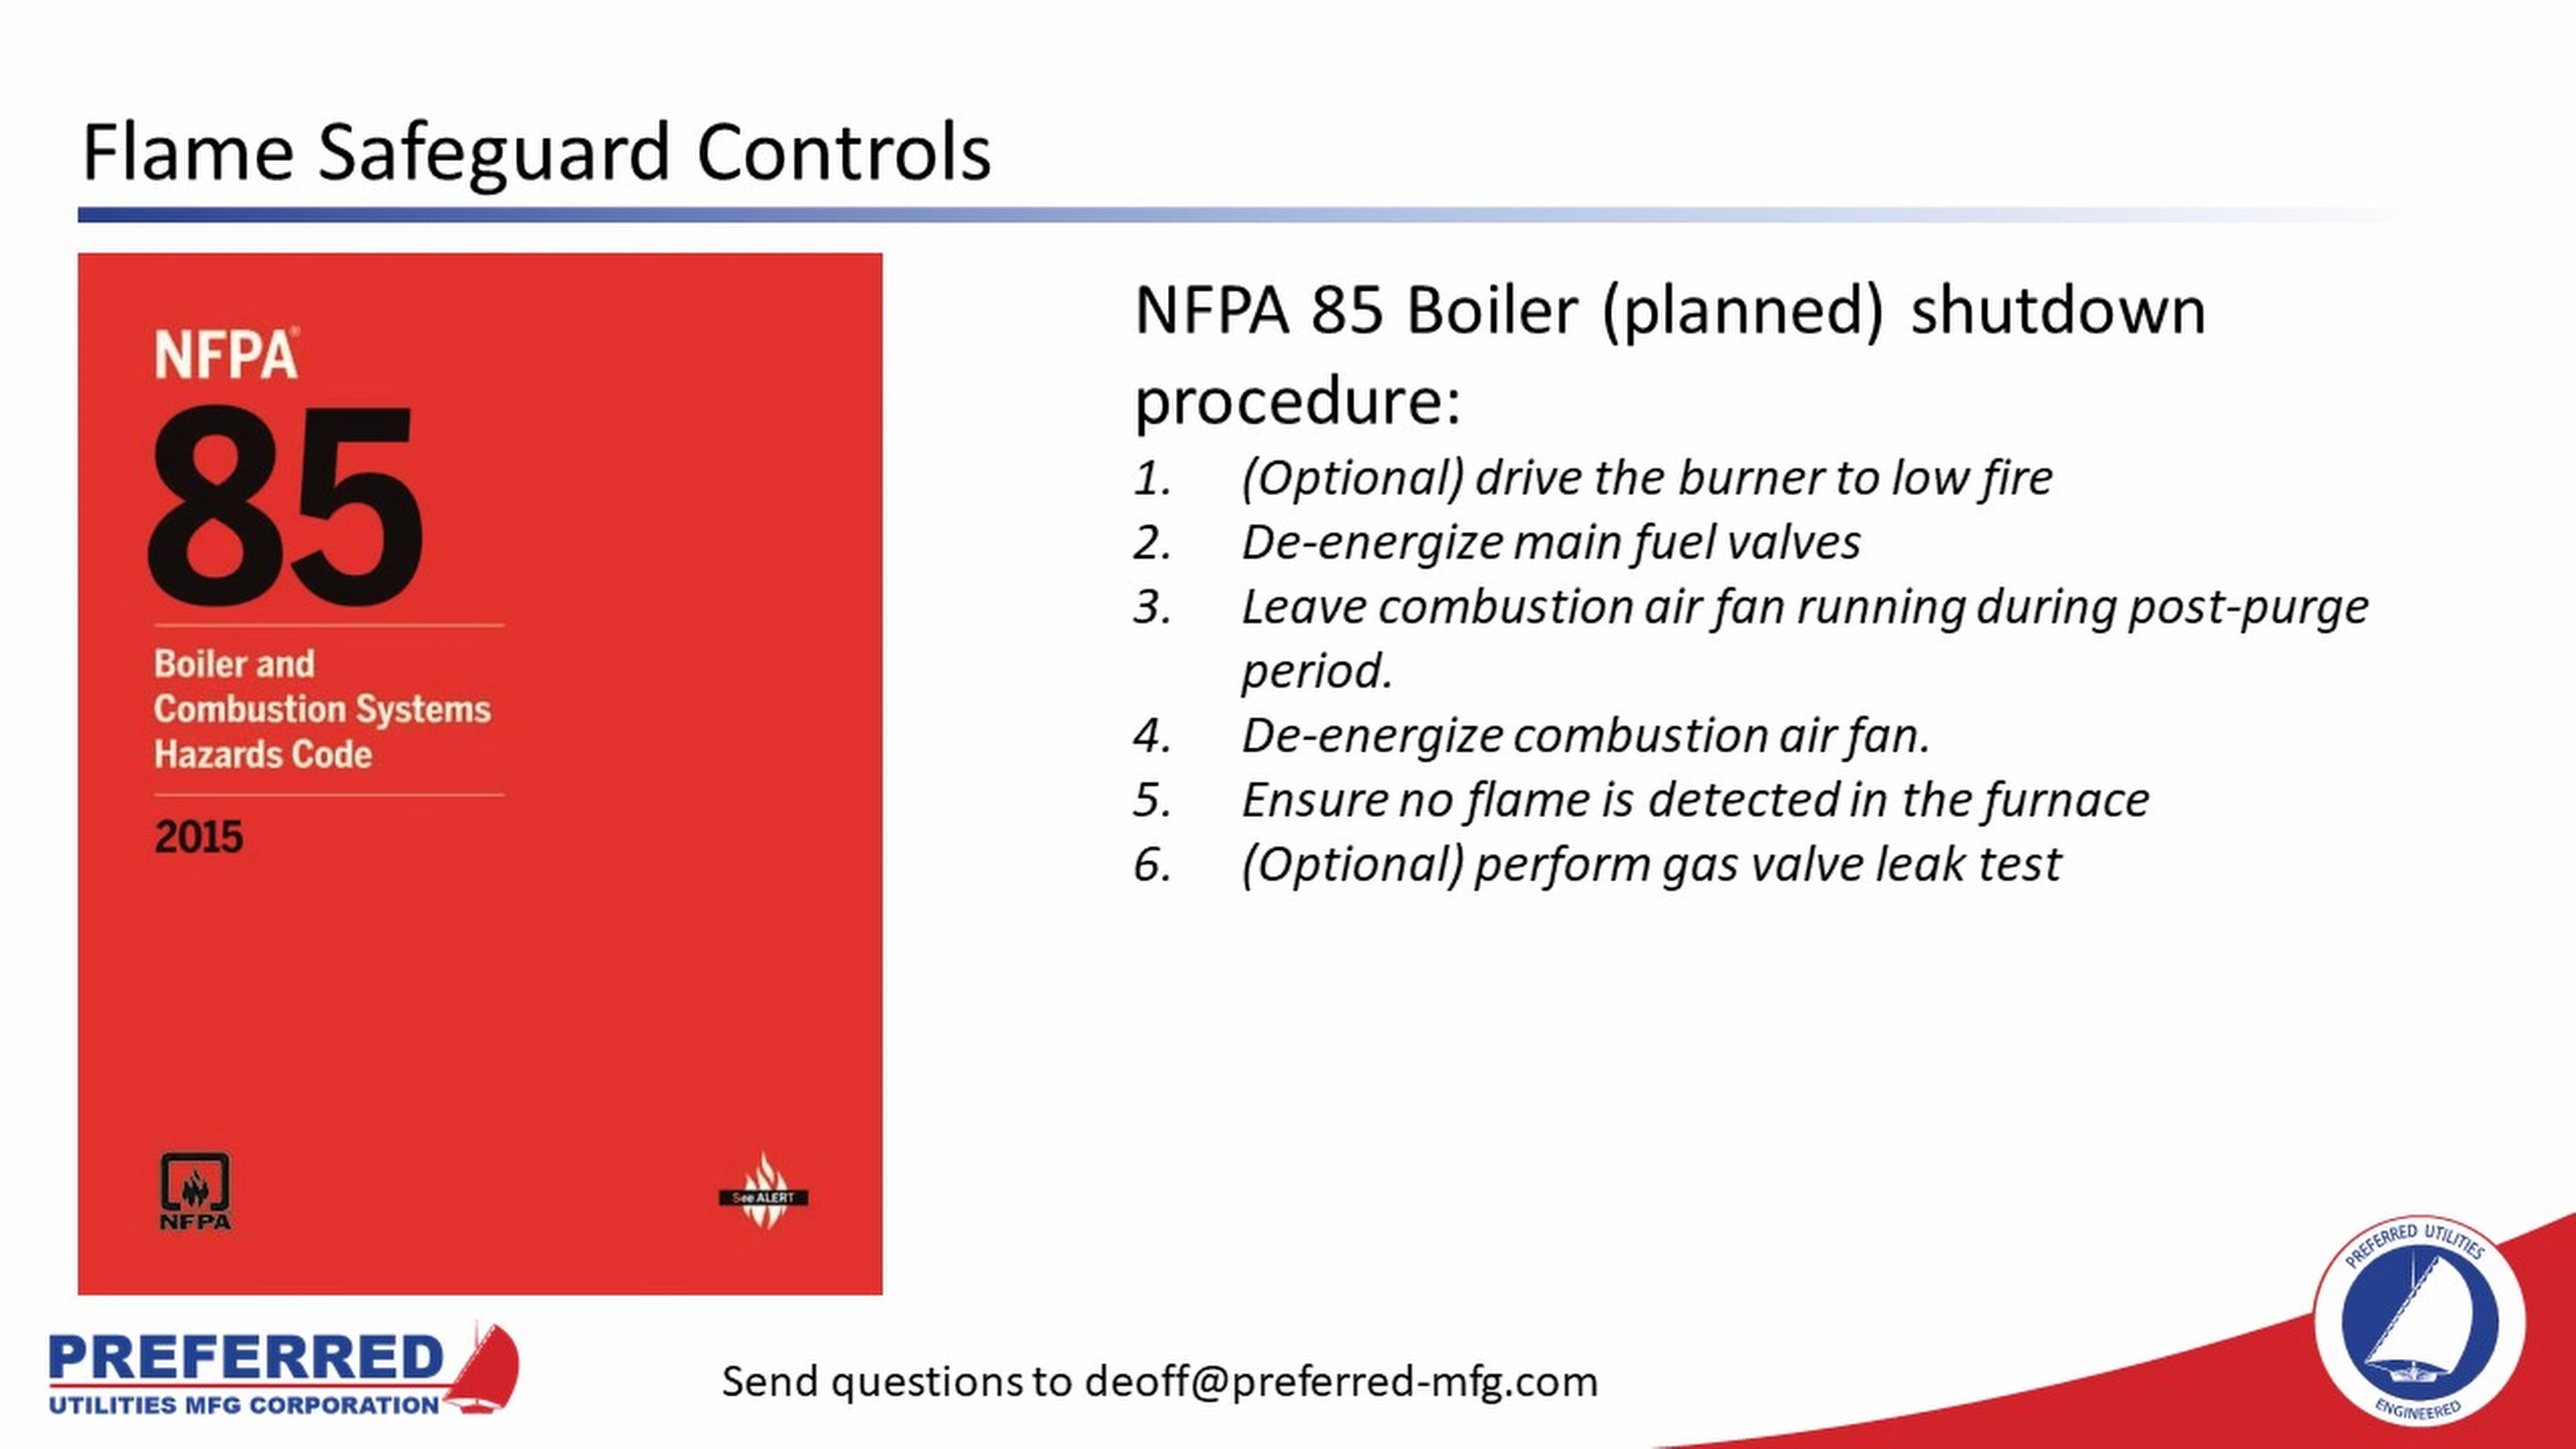 Flame Safeguard Controls
NFPA®
85
Boiler and
Combustion Systems
Hazards Code
2015
NFPA
See ALERT
NFPA 85 Boiler (planned) shutdown
procedure:
1. (Optional) drive the burner to low fire
2. De-energize main fuel valves
3. Leave combustion air fan running during post-purge
period.
4. De-energize combustion air fan.
5. Ensure no flame is detected in the furnace
6. (Optional) perform gas valve leak test
PREFERRED
UTILITIES MFG CORPORATION
Send questions to deoff@preferred-mfg.com
PREFERRED UTILITIES
ENGINEERED